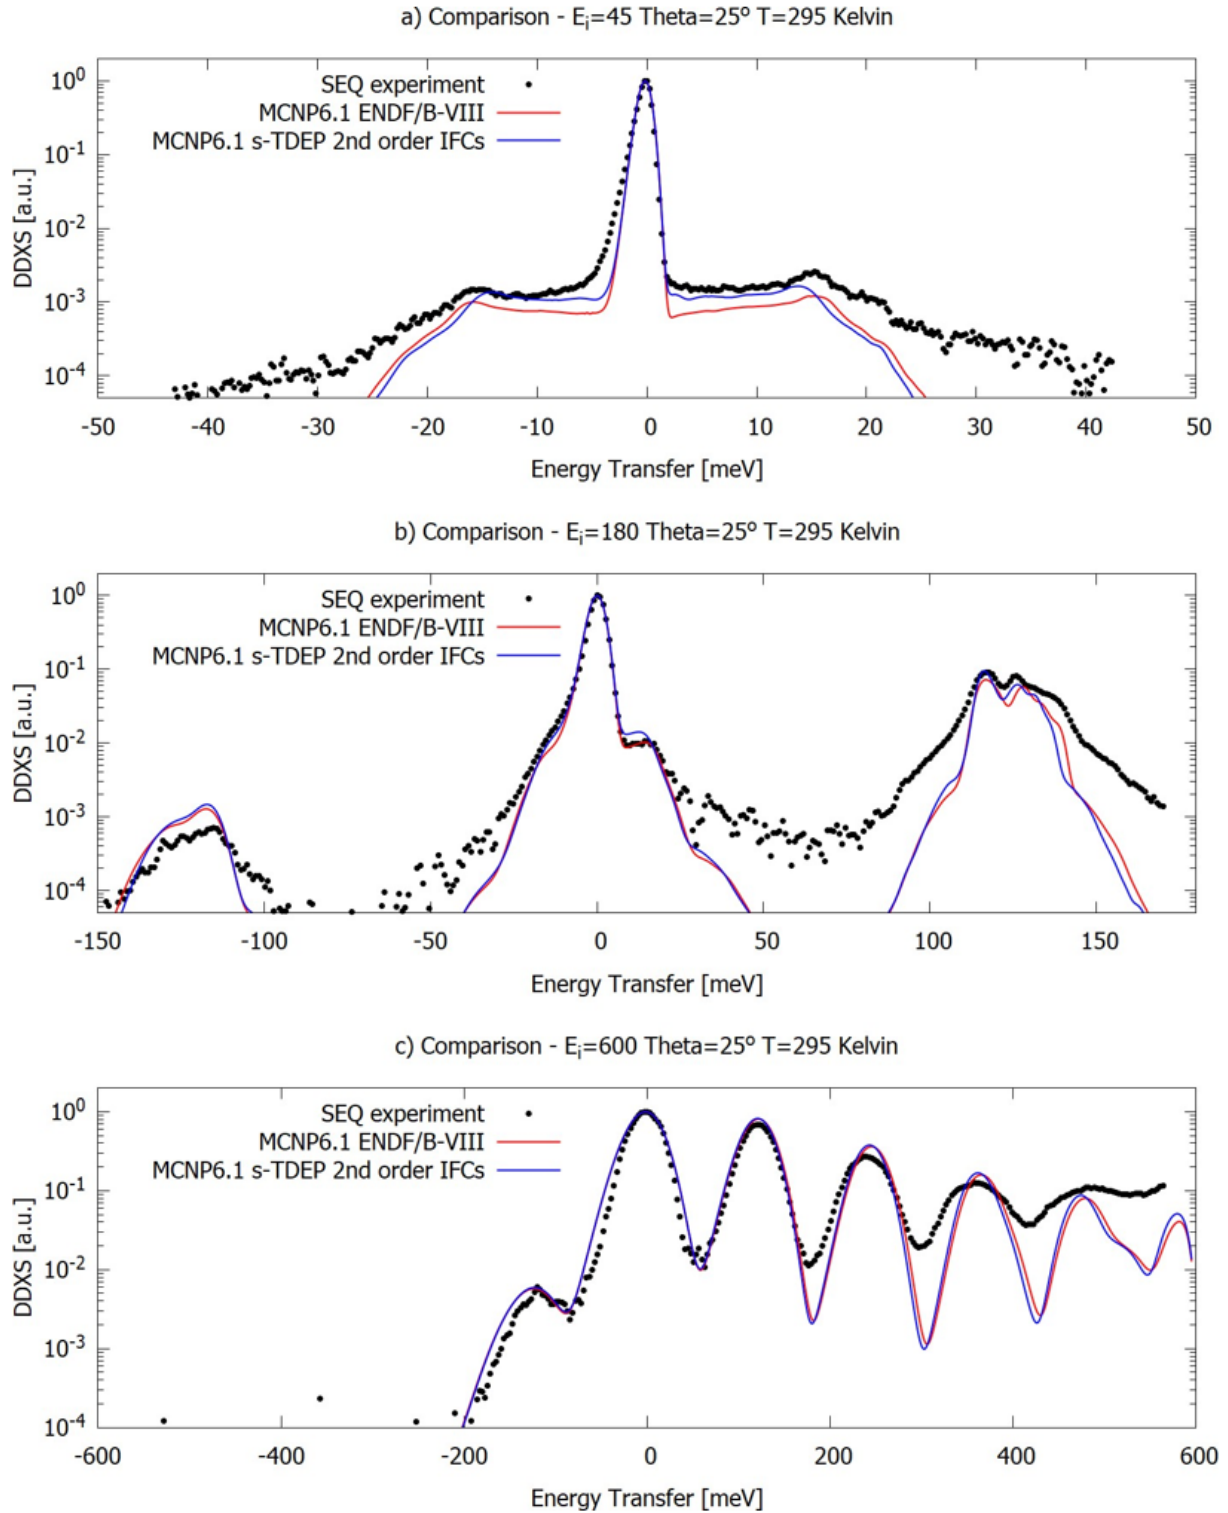 a) Comparison - E_i=45 Theta=25° T=295 Kelvin
SEQ experiment
MCNP6.1 ENDF/B-VIII
MCNP6.1 s-TDEP 2nd order IFCs
DDXS [a.u.]
10^0
10^-1
10^-2
10^-3
10^-4
-50 -40 -30 -20 -10 0 10 20 30 40 50
Energy Transfer [meV]
b) Comparison - E_i=180 Theta=25° T=295 Kelvin
SEQ experiment
MCNP6.1 ENDF/B-VIII
MCNP6.1 s-TDEP 2nd order IFCs
DDXS [a.u.]
10^0
10^-1
10^-2
10^-3
10^-4
-150 -100 -50 0 50 100 150
Energy Transfer [meV]
c) Comparison - E_i=600 Theta=25° T=295 Kelvin
SEQ experiment
MCNP6.1 ENDF/B-VIII
MCNP6.1 s-TDEP 2nd order IFCs
DDXS [a.u.]
10^0
10^-1
10^-2
10^-3
10^-4
-600 -400 -200 0 200 400 600
Energy Transfer [meV]